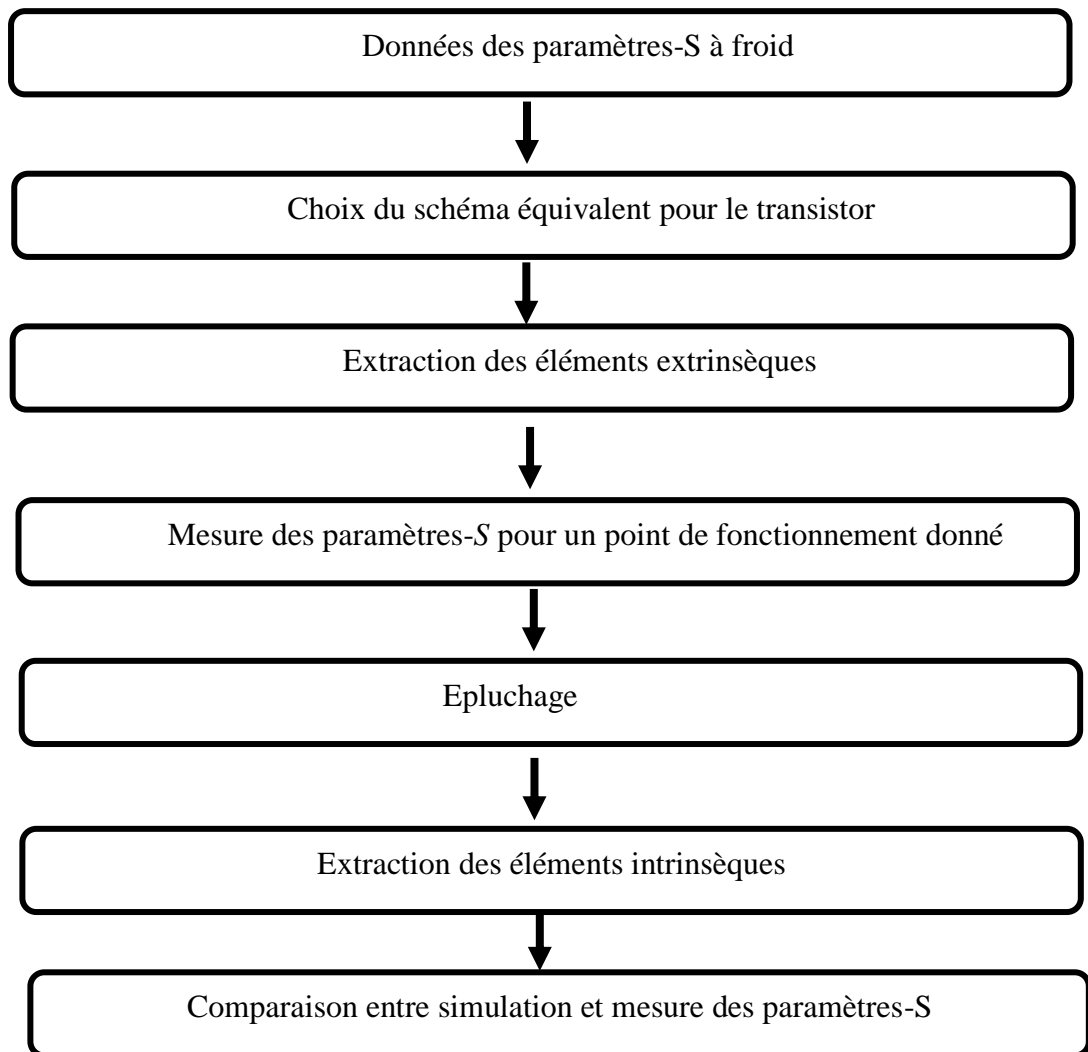 Données des paramètres-S à froid
Choix du schéma équivalent pour le transistor
Extraction des éléments extrinsèques
Mesure des paramètres-S pour un point de fonctionnement donné
Epluchage
Extraction des éléments intrinsèques
Comparaison entre simulation et mesure des paramètres-S